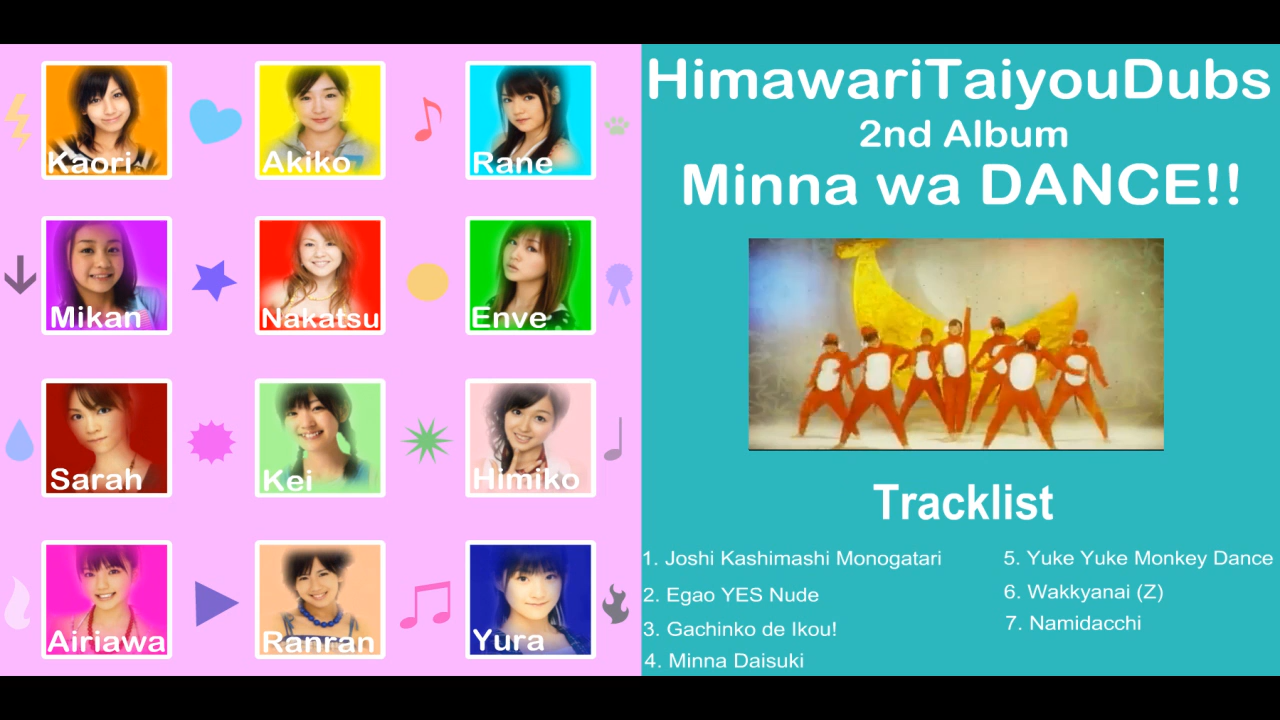 Kaori
Akiko
Rane
Mikan
Nakatsu
Enve
Sarah
Kei
Himiko
Airiawa
Ranran
Yura
HimawariTaiyouDubs
2nd Album
Minna wa DANCE!!
Tracklist
1. Joshi Kashimashi Monogatari
2. Egao YES Nude
3. Gachinko de Ikou!
4. Minna Daisuki
5. Yuke Yuke Monkey Dance
6. Wakkyanai (Z)
7. Namidacchi